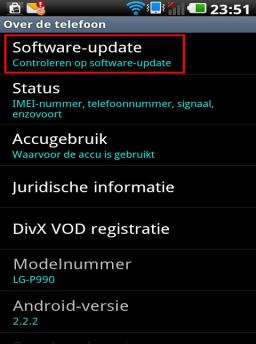 23:51
Over de telefoon
Software-update
Controleren op software-update
Status
IMEI-nummer, telefoonnummer, signaal,
enzovoort
Accugebruik
Waarvoor de accu is gebruikt
Juridische informatie
DivX VOD registratie
Modelnummer
LG-P990
Android-versie
2.2.2